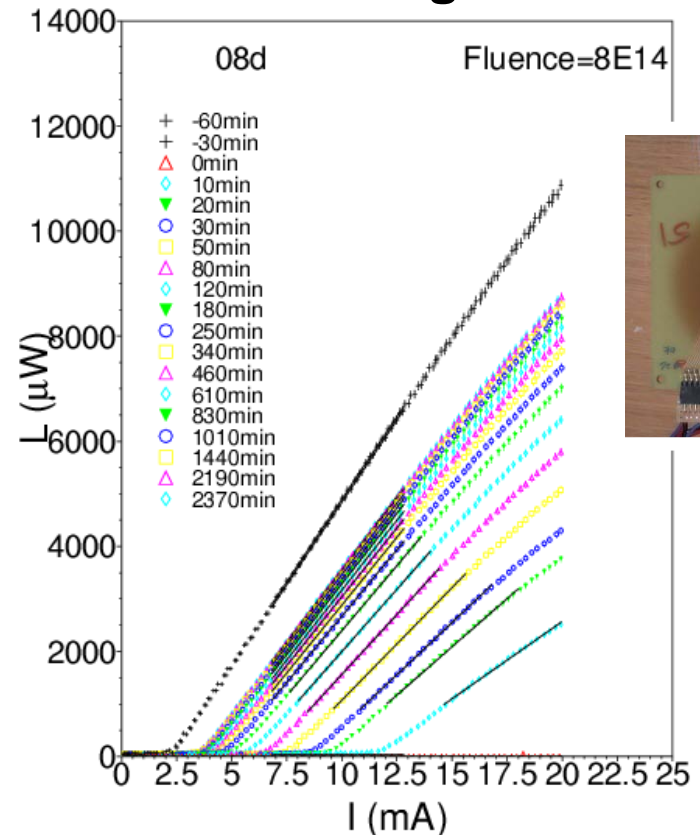 08d Fluence=8E14
-60min
-30min
0min
10min
20min
30min
50min
80min
120min
180min
250min
340min
460min
610min
830min
1010min
1440min
2190min
2370min
14000
12000
10000
8000
6000
4000
2000
0
L (μW)
0 2.5 5 7.5 10 12.5 15 17.5 20 22.5 25
I (mA)